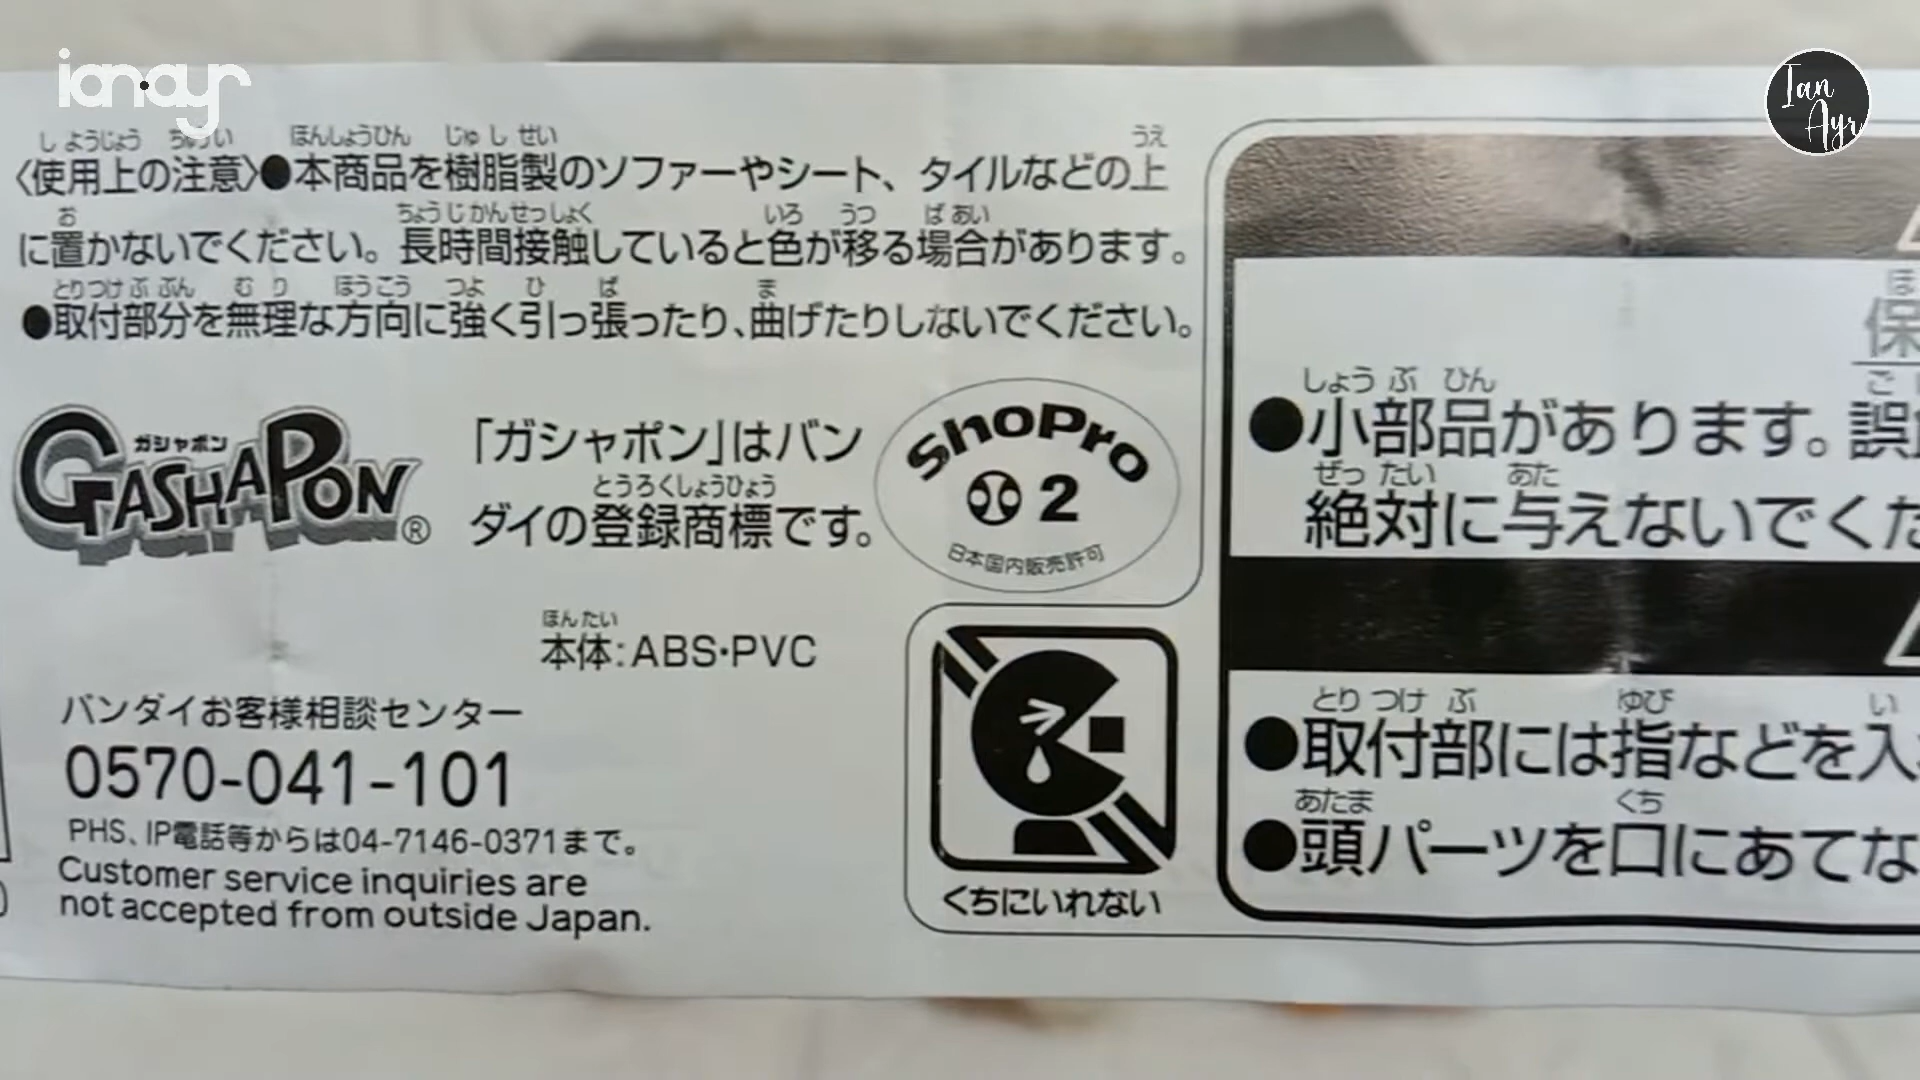 ianayr
Ian
Ayr
しようじょう ちゅうい ほんしょうひん じゅしせい うえ
〈使用上の注意〉●本商品を樹脂製のソファーやシート、タイルなどの上
お ちょうじかんせっしょく いろ うつ ばあい
に置かないでください。長時間接触していると色が移る場合があります。
とりつけぶぶん むり ほうこう つよ ひ ぱ ま
●取付部分を無理な方向に強く引っ張ったり、曲げたりしないでください。
ガシャポン
GASHAPON®
「ガシャポン」はバン
とうろくしょうひょう
ダイの登録商標です。
ShoPro
2
日本国内販売許可
ほんたい
本体:ABS・PVC
バンダイお客様相談センター
0570-041-101
PHS、IP電話等からは04-7146-0371まで。
Customer service inquiries are
not accepted from outside Japan.
くちにいれない
ほ
保
しょうぶひん ご
●小部品があります。誤
ぜったい あた
絶対に与えないでくだ
とりつけぶ ゆび い
●取付部には指などを入
あたま くち
●頭パーツを口にあてな